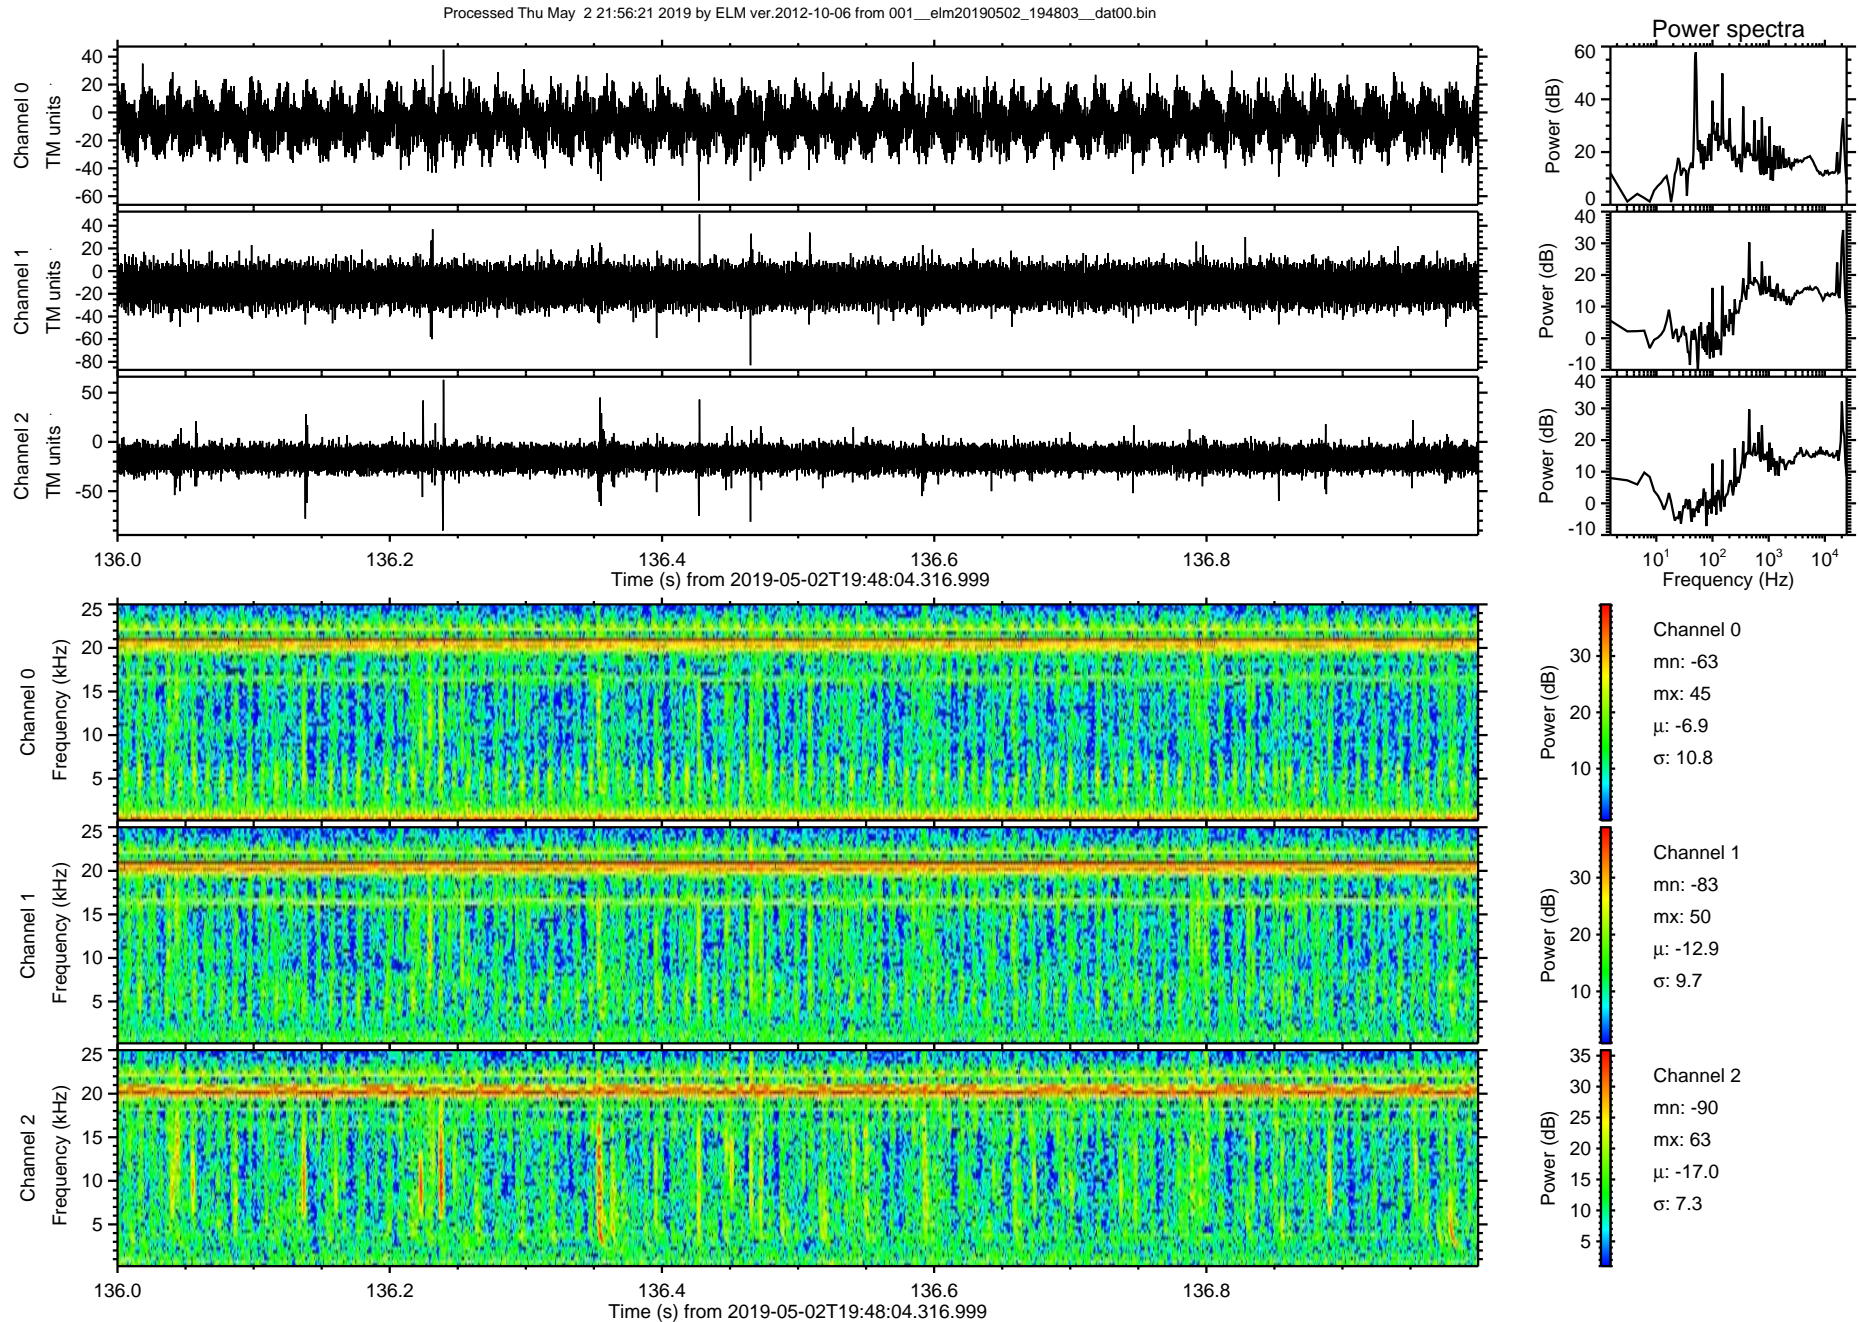 Processed Thu May  2 21:56:21 2019 by ELM ver.2012-10-06 from 001__elm20190502_194803__dat00.bin
Power spectra
Channel 0
TM units
40
20
0
-20
-40
-60
Power (dB)
60
40
20
0
Channel 1
TM units
40
20
0
-20
-40
-60
-80
Power (dB)
40
30
20
10
0
-10
Channel 2
TM units
50
0
-50
Power (dB)
40
30
20
10
0
-10
136.0 136.2 136.4 136.6 136.8
Time (s) from 2019-05-02T19:48:04.316.999
10^1 10^2 10^3 10^4
Frequency (Hz)
Channel 0
Frequency (kHz)
25
20
15
10
5
Power (dB)
30
20
10
Channel 0
mn: -63
mx: 45
μ: -6.9
σ: 10.8
Channel 1
Frequency (kHz)
25
20
15
10
5
Power (dB)
30
20
10
Channel 1
mn: -83
mx: 50
μ: -12.9
σ: 9.7
Channel 2
Frequency (kHz)
25
20
15
10
5
Power (dB)
35
30
25
20
15
10
5
Channel 2
mn: -90
mx: 63
μ: -17.0
σ: 7.3
136.0 136.2 136.4 136.6 136.8
Time (s) from 2019-05-02T19:48:04.316.999